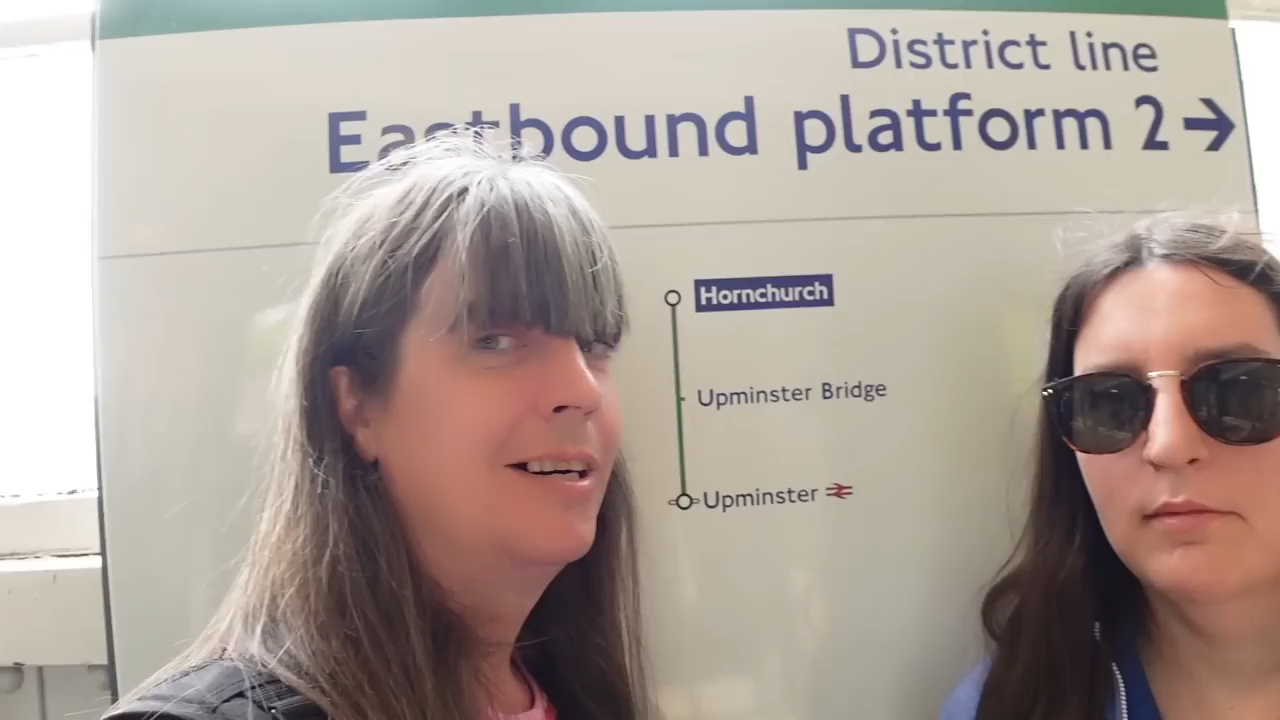 District line
Eastbound platform 2→
Hornchurch
Upminster Bridge
Upminster